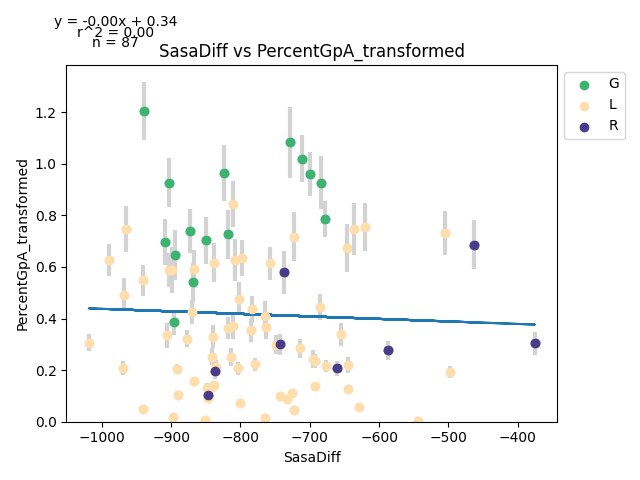 y = -0.00x + 0.34
r^2 = 0.00
n = 87
SasaDiff vs PercentGpA_transformed
G
L
R
PercentGpA_transformed
1.2
1.0
0.8
0.6
0.4
0.2
0.0
−1000 −900 −800 −700 −600 −500 −400
SasaDiff